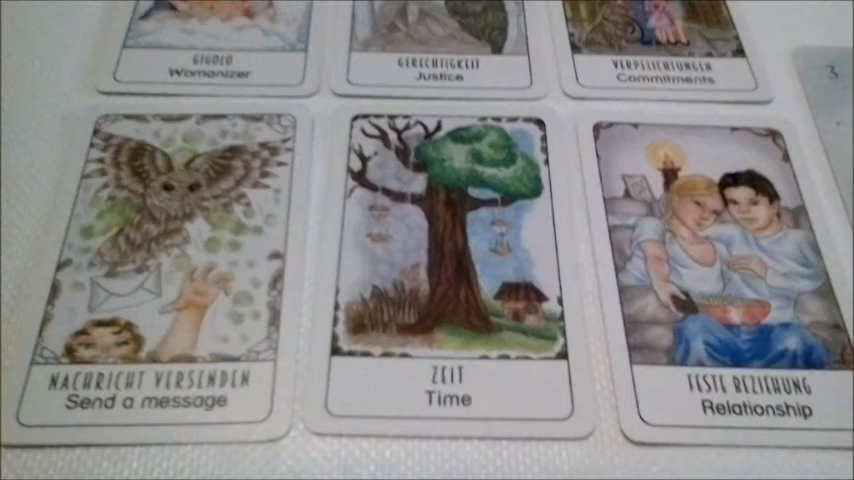 GIGOLO
Womanizer
GERECHTIGKEIT
Justice
VERPFLICHTUNGEN
Commitments
3
NACHRICHT VERSENDEN
Send a message
ZEIT
Time
FESTE BEZIEHUNG
Relationship